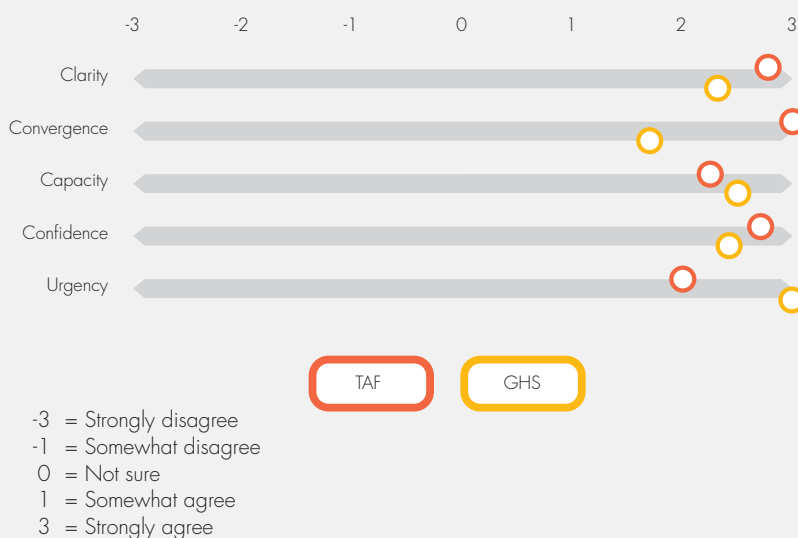 -3 -2 -1 0 1 2 3
Clarity
Convergence
Capacity
Confidence
Urgency
TAF GHS
-3 = Strongly disagree
-1 = Somewhat disagree
0 = Not sure
1 = Somewhat agree
3 = Strongly agree